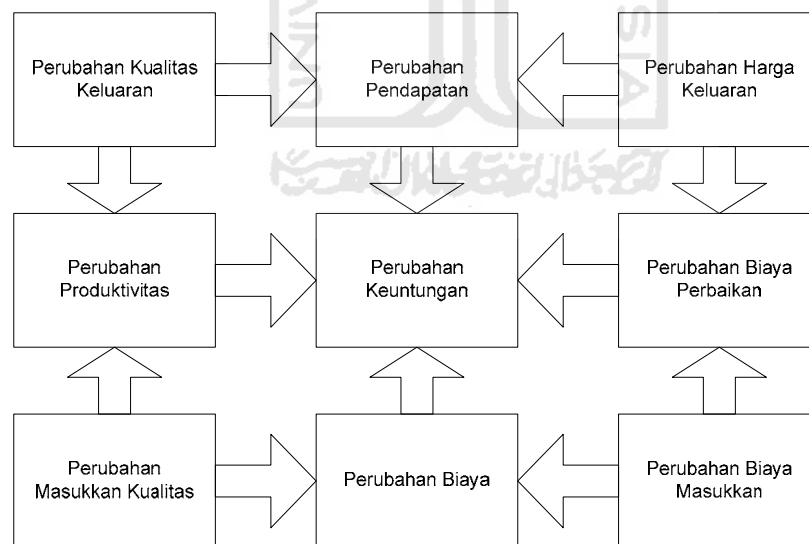 Perubahan Kualitas
Keluaran
Perubahan
Pendapatan
Perubahan Harga
Keluaran
Perubahan
Produktivitas
Perubahan
Keuntungan
Perubahan Biaya
Perbaikan
Perubahan
Masukkan Kualitas
Perubahan Biaya
Perubahan Biaya
Masukkan